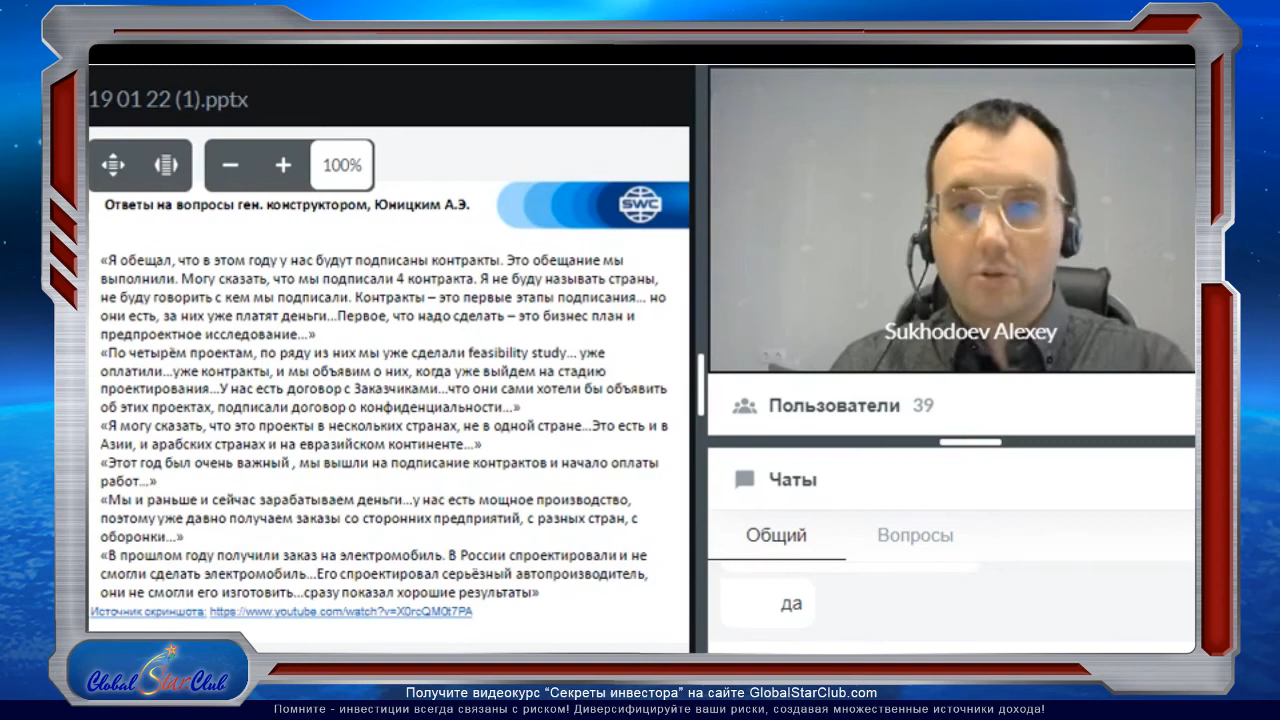 19 01 22 (1).pptx
100%
Ответы на вопросы ген. конструктором, Юницким А.Э.
SWC
«Я обещал, что в этом году у нас будут подписаны контракты. Это обещание мы
выполнили. Могу сказать, что мы подписали 4 контракта. Я не буду называть страны,
не буду говорить с кем мы подписали. Контракты – это первые этапы подписания... но
они есть, за них уже платят деньги...Первое, что надо сделать – это бизнес план и
предпроектное исследование...»
«По четырём проектам, по ряду из них мы уже сделали feasibility study... уже
оплатили...уже контракты, и мы объявим о них, когда уже выйдем на стадию
проектирования...У нас есть договор с Заказчиками...что они сами хотели бы объявить
об этих проектах, подписали договор о конфиденциальности...»
«Я могу сказать, что это проекты в нескольких странах, не в одной стране...Это есть и в
Азии, и арабских странах и на евразийском континенте...»
«Этот год был очень важный , мы вышли на подписание контрактов и начало оплаты
работ...»
«Мы и раньше и сейчас зарабатываем деньги...у нас есть мощное производство,
поэтому уже давно получаем заказы со сторонних предприятий, с разных стран, с
оборонки...»
«В прошлом году получили заказ на электромобиль. В России спроектировали и не
смогли сделать электромобиль...Его спроектировал серьёзный автопроизводитель,
они не смогли его изготовить...сразу показал хорошие результаты»
Источник скриншота: https://www.youtube.com/watch?v=X0rcQM0t7PA
Sukhodoev Alexey
Пользователи 39
Чаты
Общий Вопросы
да
Global Star Club
Получите видеокурс "Секреты инвестора" на сайте GlobalStarClub.com
Помните - инвестиции всегда связаны с риском! Диверсифицируйте ваши риски, создавая множественные источники дохода!